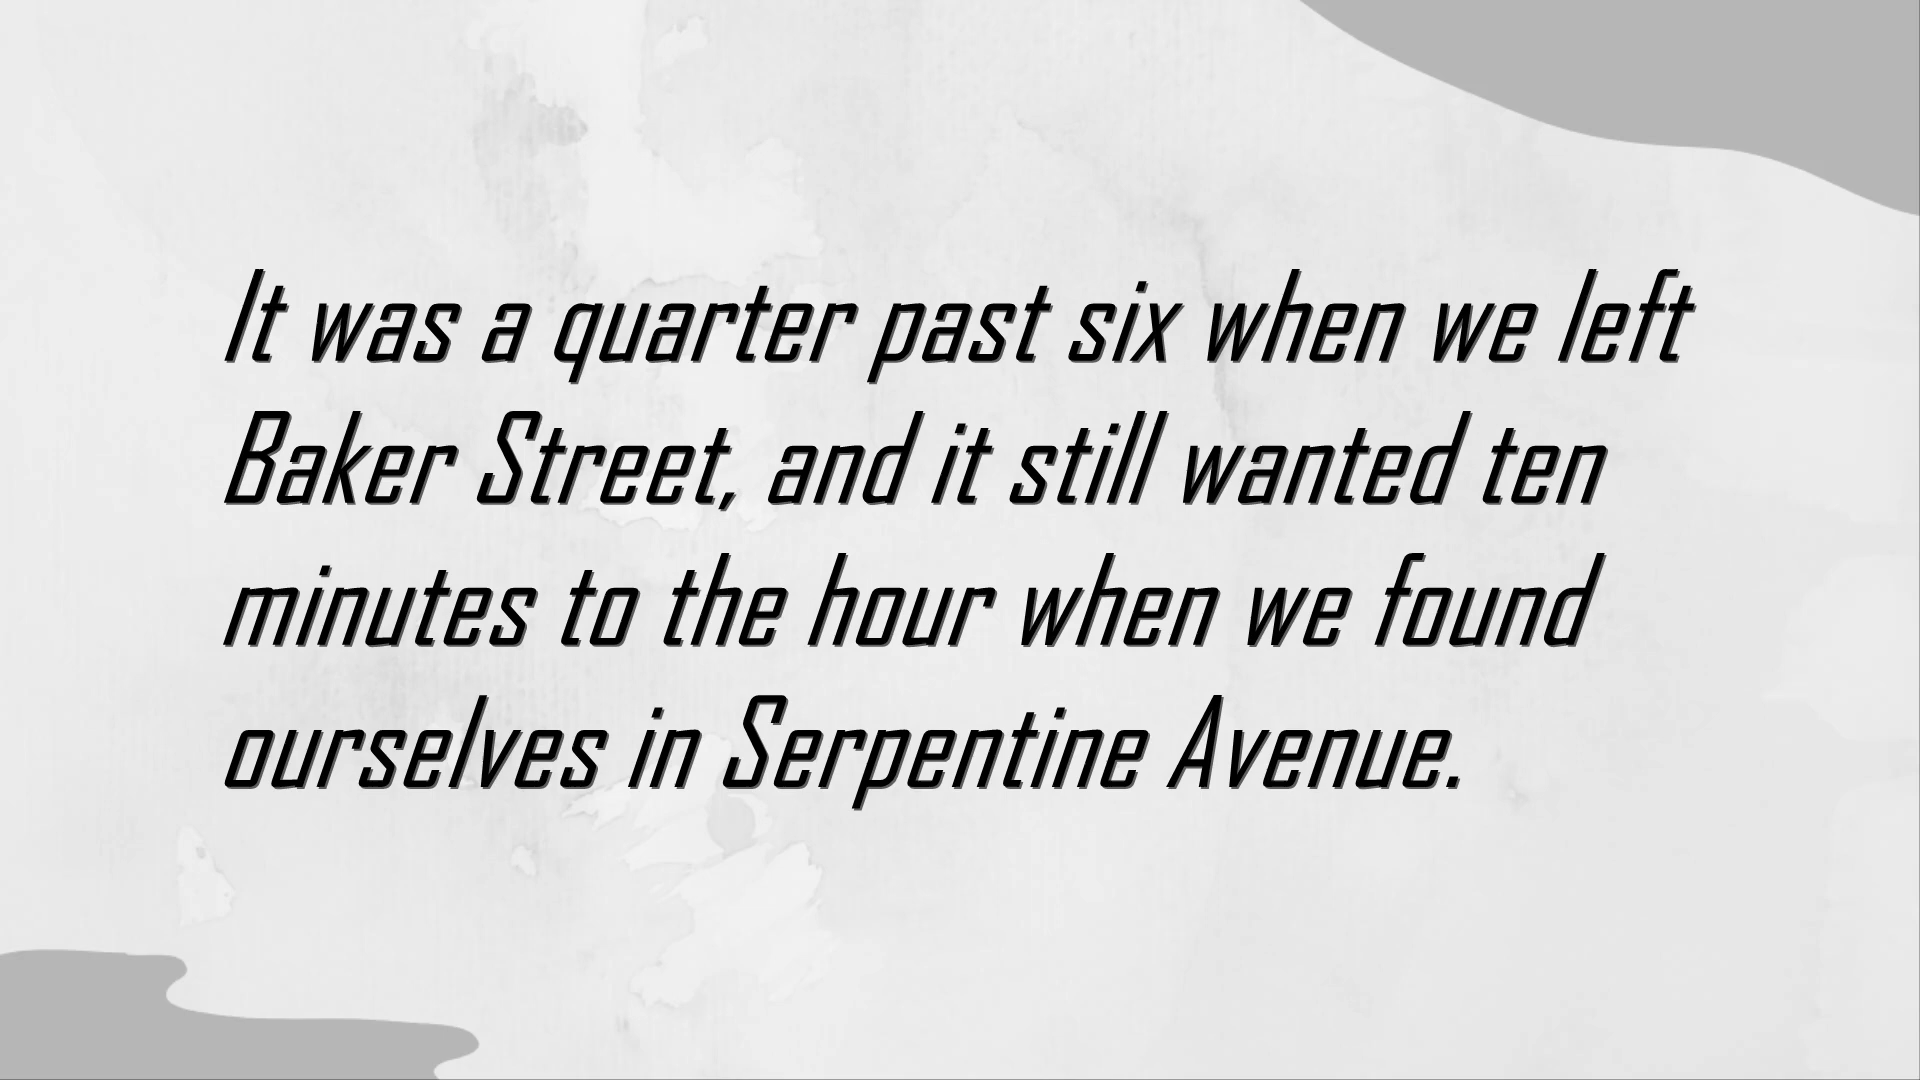 It was a quarter past six when we left
Baker Street, and it still wanted ten
minutes to the hour when we found
ourselves in Serpentine Avenue.